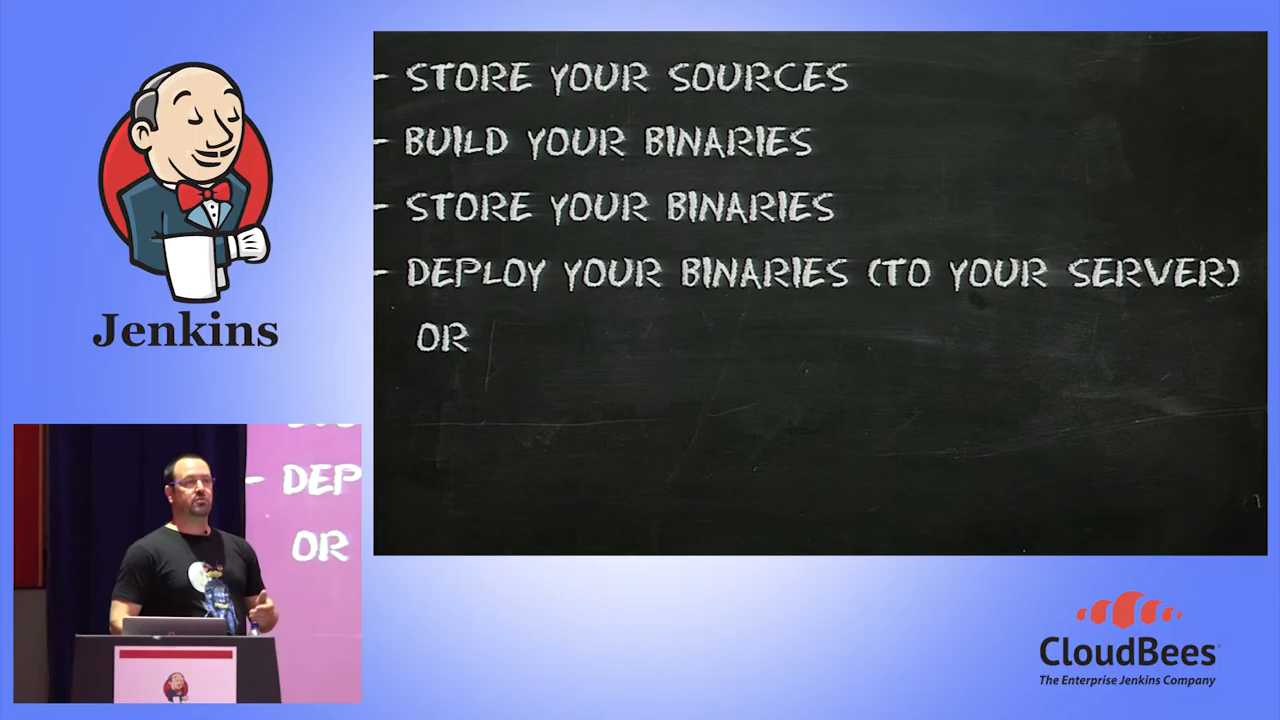 - STORE YOUR SOURCES
- BUILD YOUR BINARIES
- STORE YOUR BINARIES
- DEPLOY YOUR BINARIES (TO YOUR SERVER)
OR
Jenkins
- DEP
OR
CloudBees
The Enterprise Jenkins Company